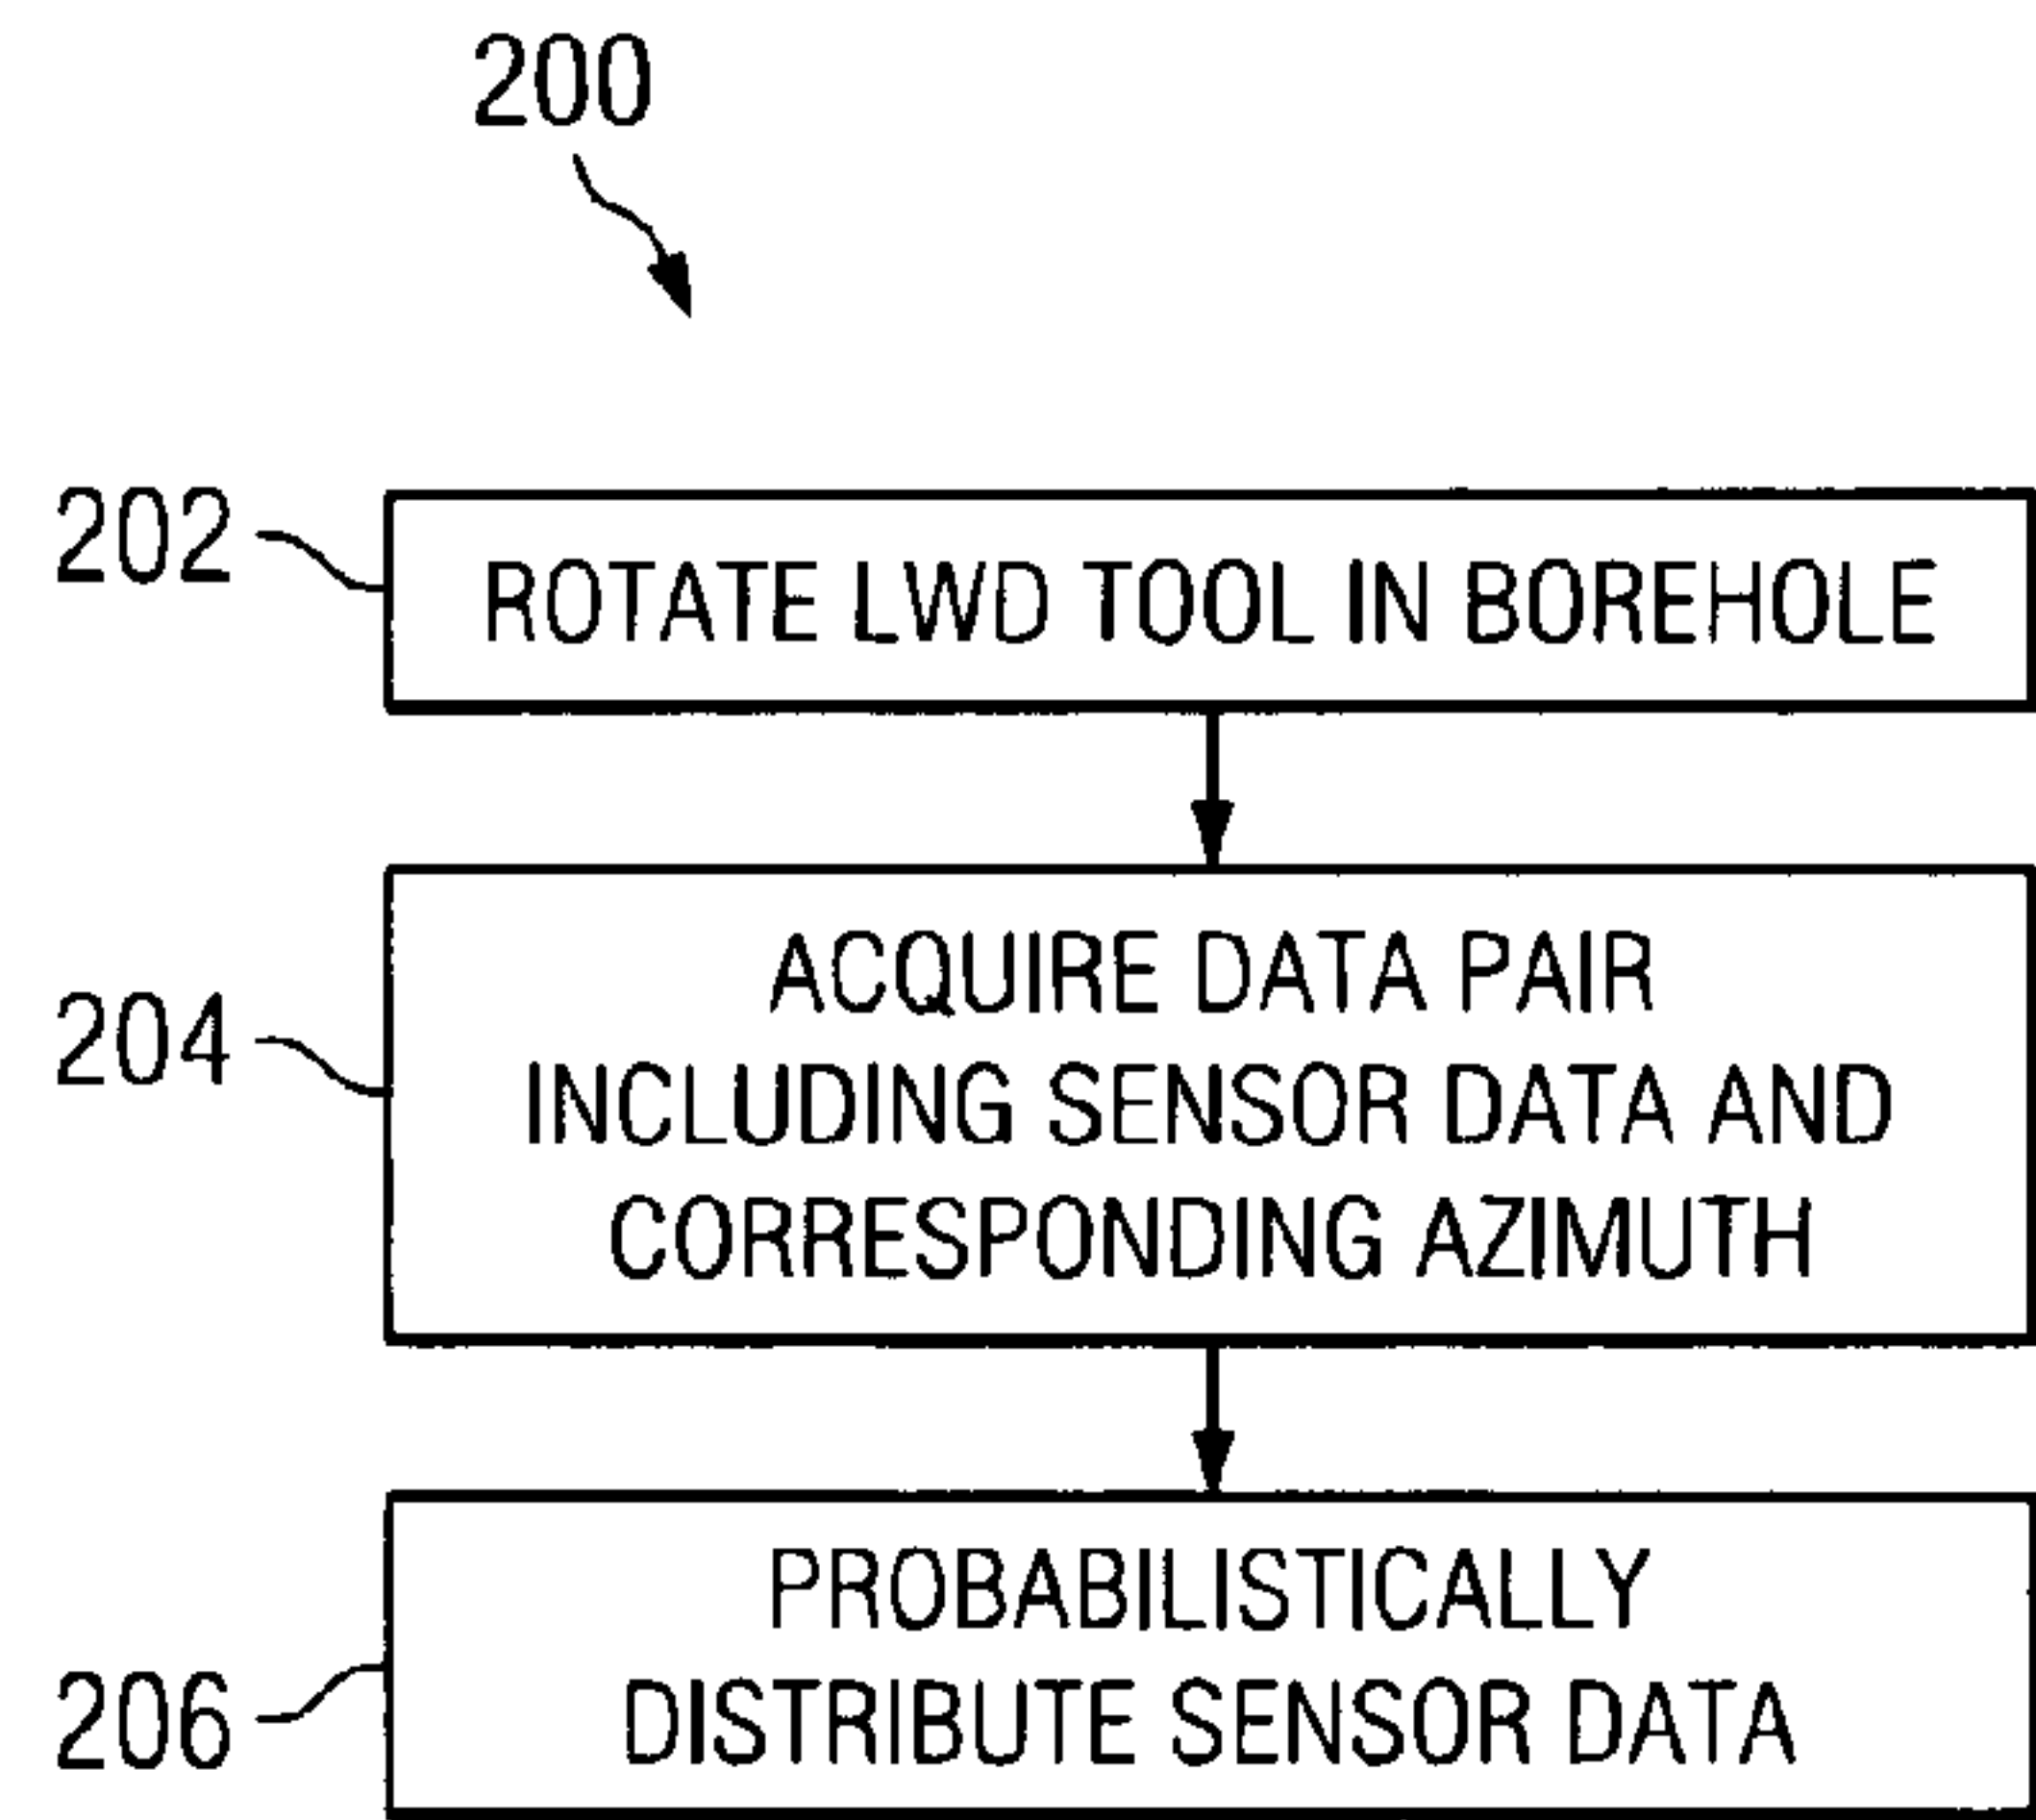 200
202
ROTATE LWD TOOL IN BOREHOLE
204
ACQUIRE DATA PAIR
INCLUDING SENSOR DATA AND
CORRESPONDING AZIMUTH
206
PROBABILISTICALLY
DISTRIBUTE SENSOR DATA